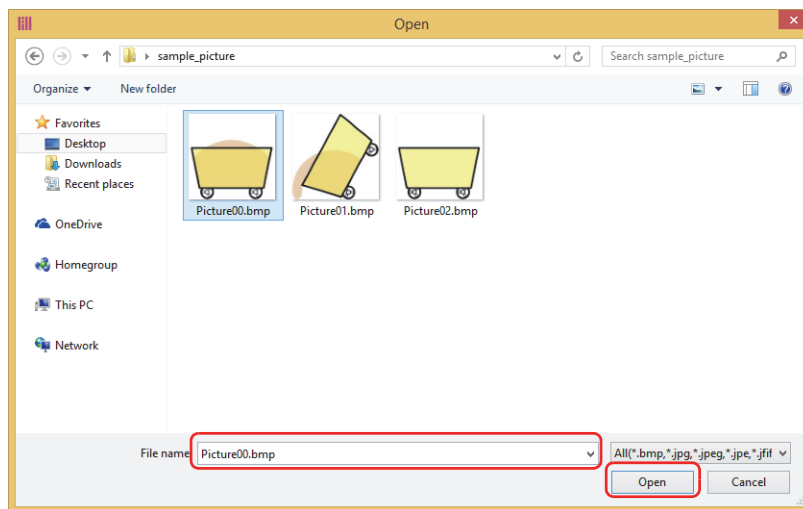 Open
sample_picture
Search sample_picture
Organize
New folder
Favorites
Desktop
Downloads
Recent places
OneDrive
Homegroup
This PC
Network
Picture00.bmp
Picture01.bmp
Picture02.bmp
File name
Picture00.bmp
All(*.bmp,*.jpg,*.jpeg,*.jpe,*.jfif
Open
Cancel